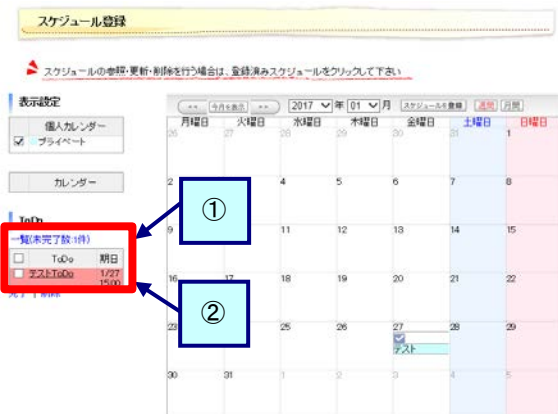 スケジュール登録
スケジュールの参照・更新・削除を行う場合は、登録済みスケジュールをクリックして下さい
表示設定
個人カレンダー
プライベート
カレンダー
ToDo
一覧(未完了数:1件)
ToDo 期日
テストToDo 1/27
15:00
完了 | 削除
①
②
<< 今月を表示 >> 2017 年 01 月 スケジュールを登録 週間 月間
月曜日 火曜日 水曜日 木曜日 金曜日 土曜日 日曜日
26 27 28 29 30 31 1
2 4 5 6 7 8
9 11 12 13 14 15
16 17 18 19 20 21 22
23 25 26 27 28 29
テスト
30 31 1 2 3 4 5